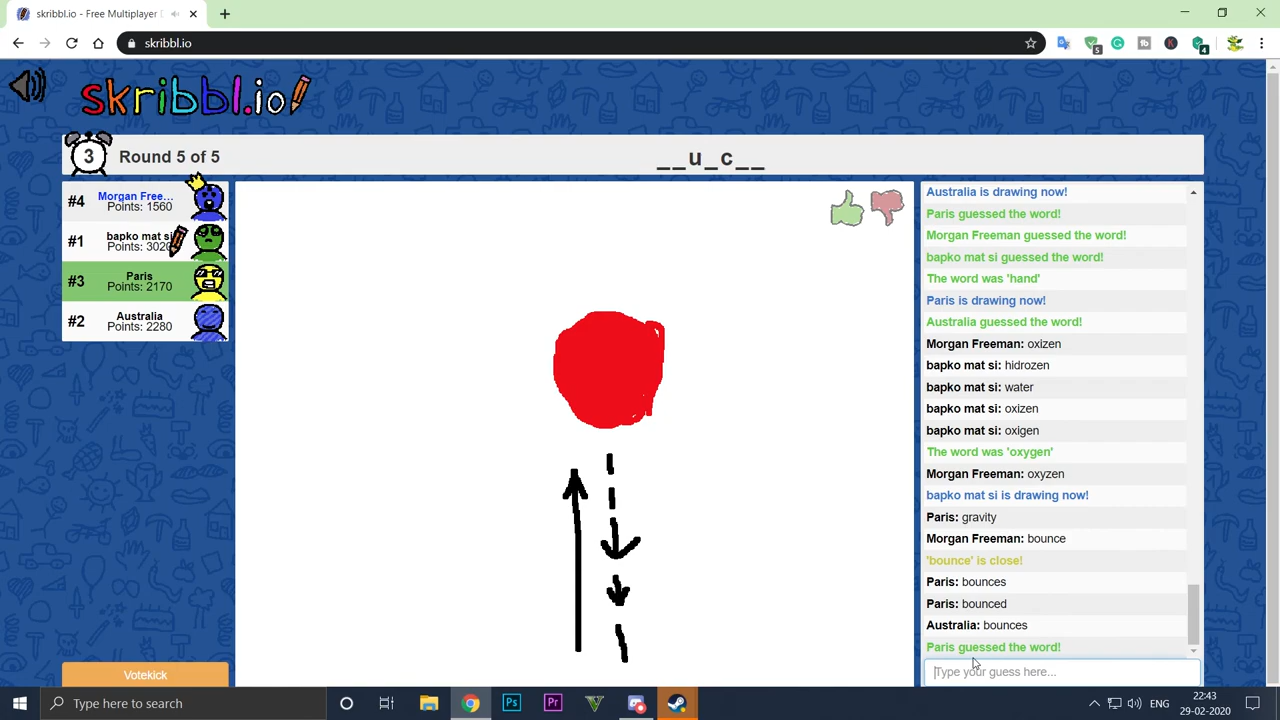 skribbl.io - Free Multiplayer D
skribbl.io
skribbl.io
3
Round 5 of 5
__u_c__
#4
Morgan Free...
Points: 1560
#1
bapko mat si
Points: 3020
#3
Paris
Points: 2170
#2
Australia
Points: 2280
Votekick
Australia is drawing now!
Paris guessed the word!
Morgan Freeman guessed the word!
bapko mat si guessed the word!
The word was 'hand'
Paris is drawing now!
Australia guessed the word!
Morgan Freeman: oxizen
bapko mat si: hidrozen
bapko mat si: water
bapko mat si: oxizen
bapko mat si: oxigen
The word was 'oxygen'
Morgan Freeman: oxyzen
bapko mat si is drawing now!
Paris: gravity
Morgan Freeman: bounce
'bounce' is close!
Paris: bounces
Paris: bounced
Australia: bounces
Paris guessed the word!
Type your guess here...
Type here to search
Ps
Pr
ENG
22:43
29-02-2020